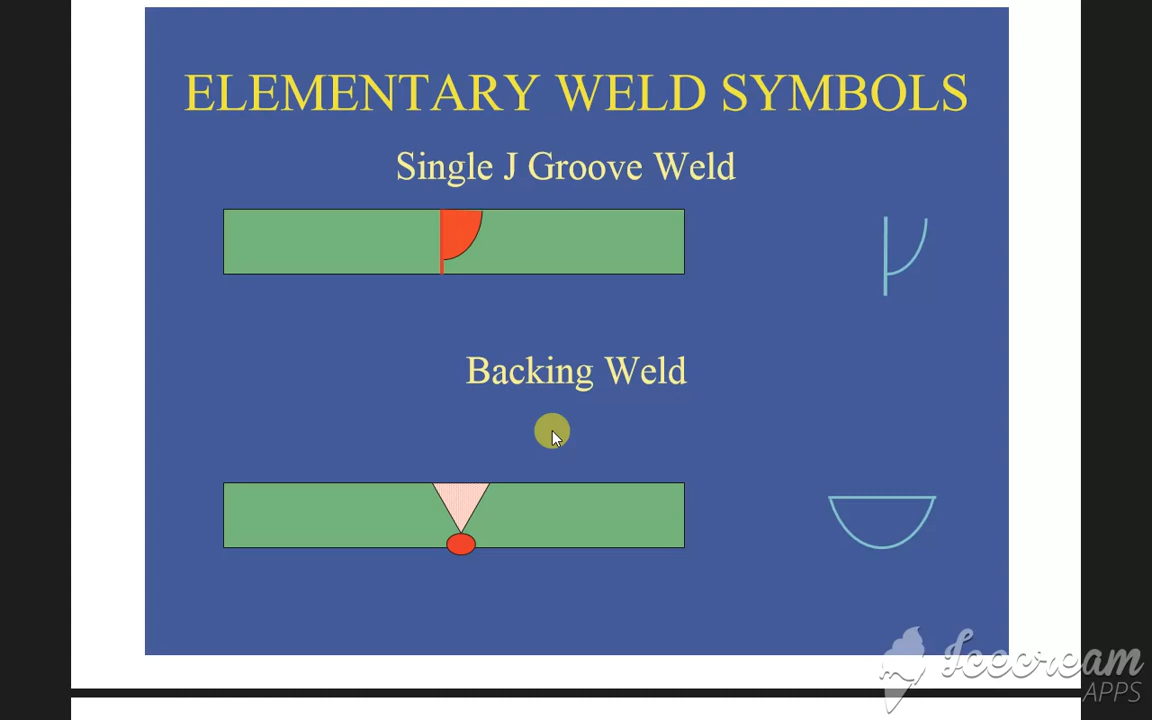 ELEMENTARY WELD SYMBOLS
Single J Groove Weld
Backing Weld
Icecream
APPS